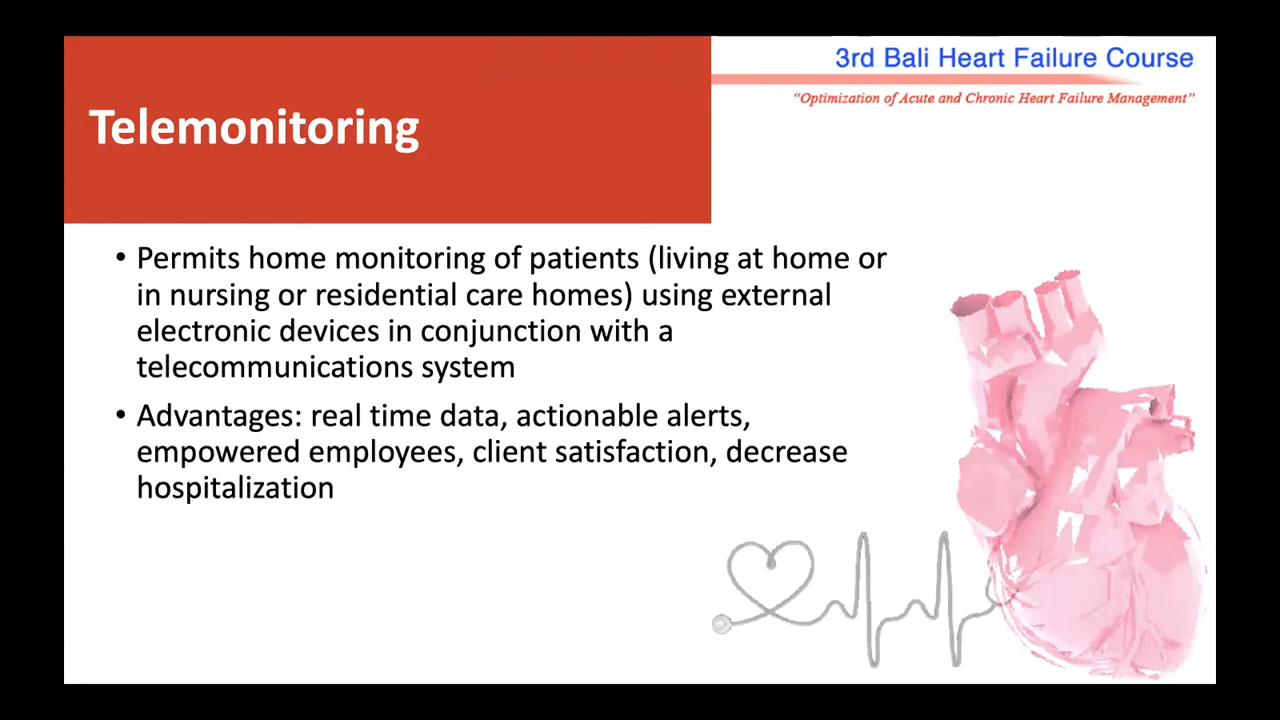 3rd Bali Heart Failure Course
“Optimization of Acute and Chronic Heart Failure Management”
Telemonitoring
• Permits home monitoring of patients (living at home or
in nursing or residential care homes) using external
electronic devices in conjunction with a
telecommunications system
• Advantages: real time data, actionable alerts,
empowered employees, client satisfaction, decrease
hospitalization